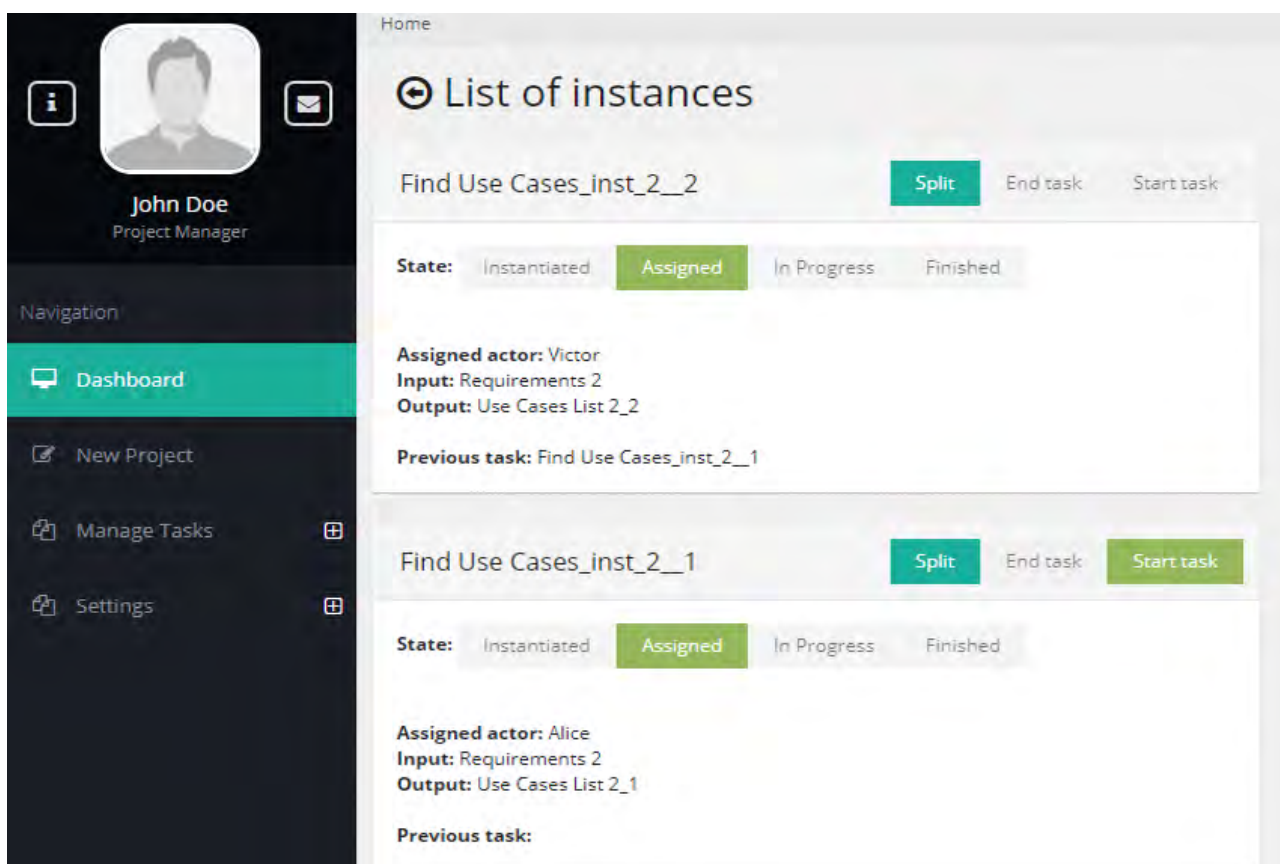 John Doe
Project Manager
Navigation
Dashboard
New Project
Manage Tasks
Settings
Home
List of instances
Find Use Cases_inst_2__2 Split End task Start task
State: Instantiated Assigned In Progress Finished
Assigned actor: Victor
Input: Requirements 2
Output: Use Cases List 2_2
Previous task: Find Use Cases_inst_2__1
Find Use Cases_inst_2__1 Split End task Start task
State: Instantiated Assigned In Progress Finished
Assigned actor: Alice
Input: Requirements 2
Output: Use Cases List 2_1
Previous task: